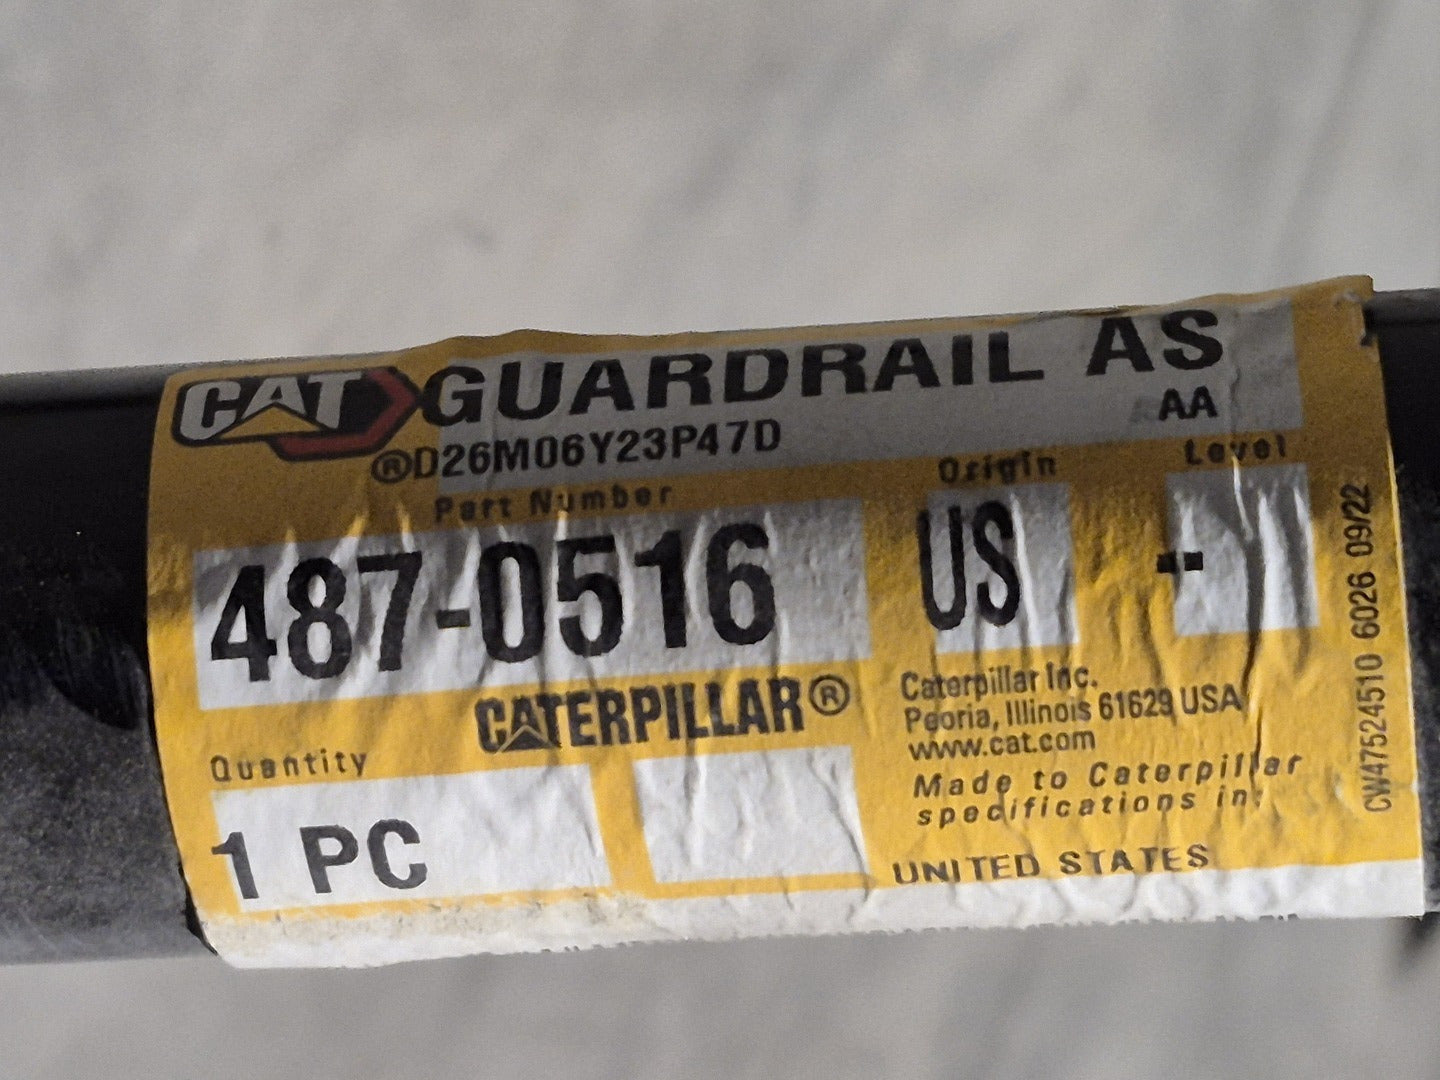 CAT GUARDRAIL AS
AA
®D26M06Y23P47D
Part Number
Origin
Level
487-0516
US
-
CATERPILLAR®
Caterpillar Inc.
Peoria, Illinois 61629 USA
www.cat.com
Quantity
1 PC
Made to Caterpillar
specifications in:
UNITED STATES
CW47524510 6026 09/22